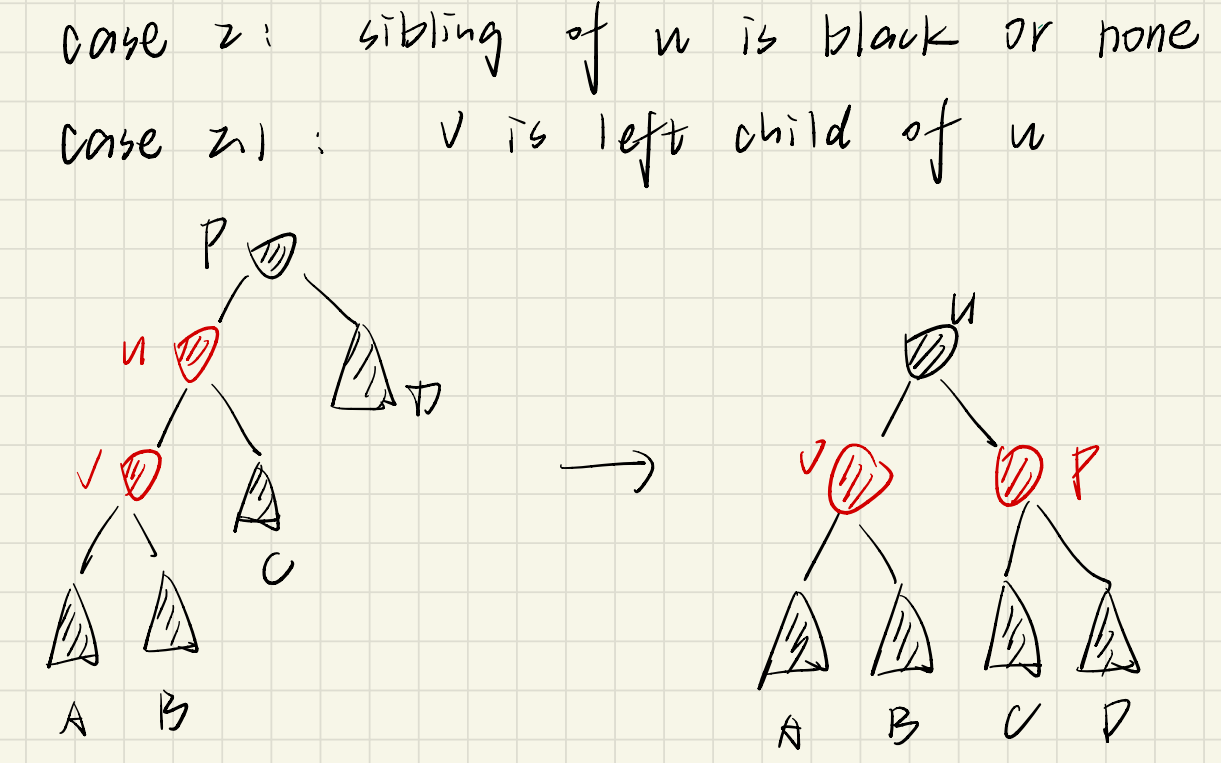 case 2: sibling of u is black or none
case 2.1: v is left child of u
P
u
u
D
v
v
P
C
A
B
A
B
C
D